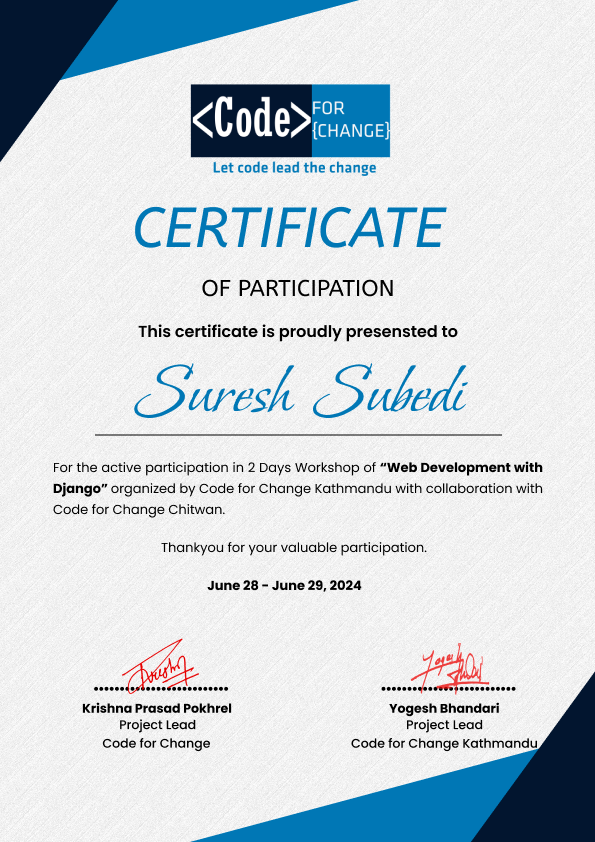 <Code> FOR
{CHANGE}
Let code lead the change
CERTIFICATE
OF PARTICIPATION
This certificate is proudly presensted to
Suresh Subedi
For the active participation in 2 Days Workshop of “Web Development with
Django” organized by Code for Change Kathmandu with collaboration with
Code for Change Chitwan.
Thankyou for your valuable participation.
June 28 - June 29, 2024
Krishna Prasad Pokhrel
Project Lead
Code for Change
Yogesh Bhandari
Project Lead
Code for Change Kathmandu